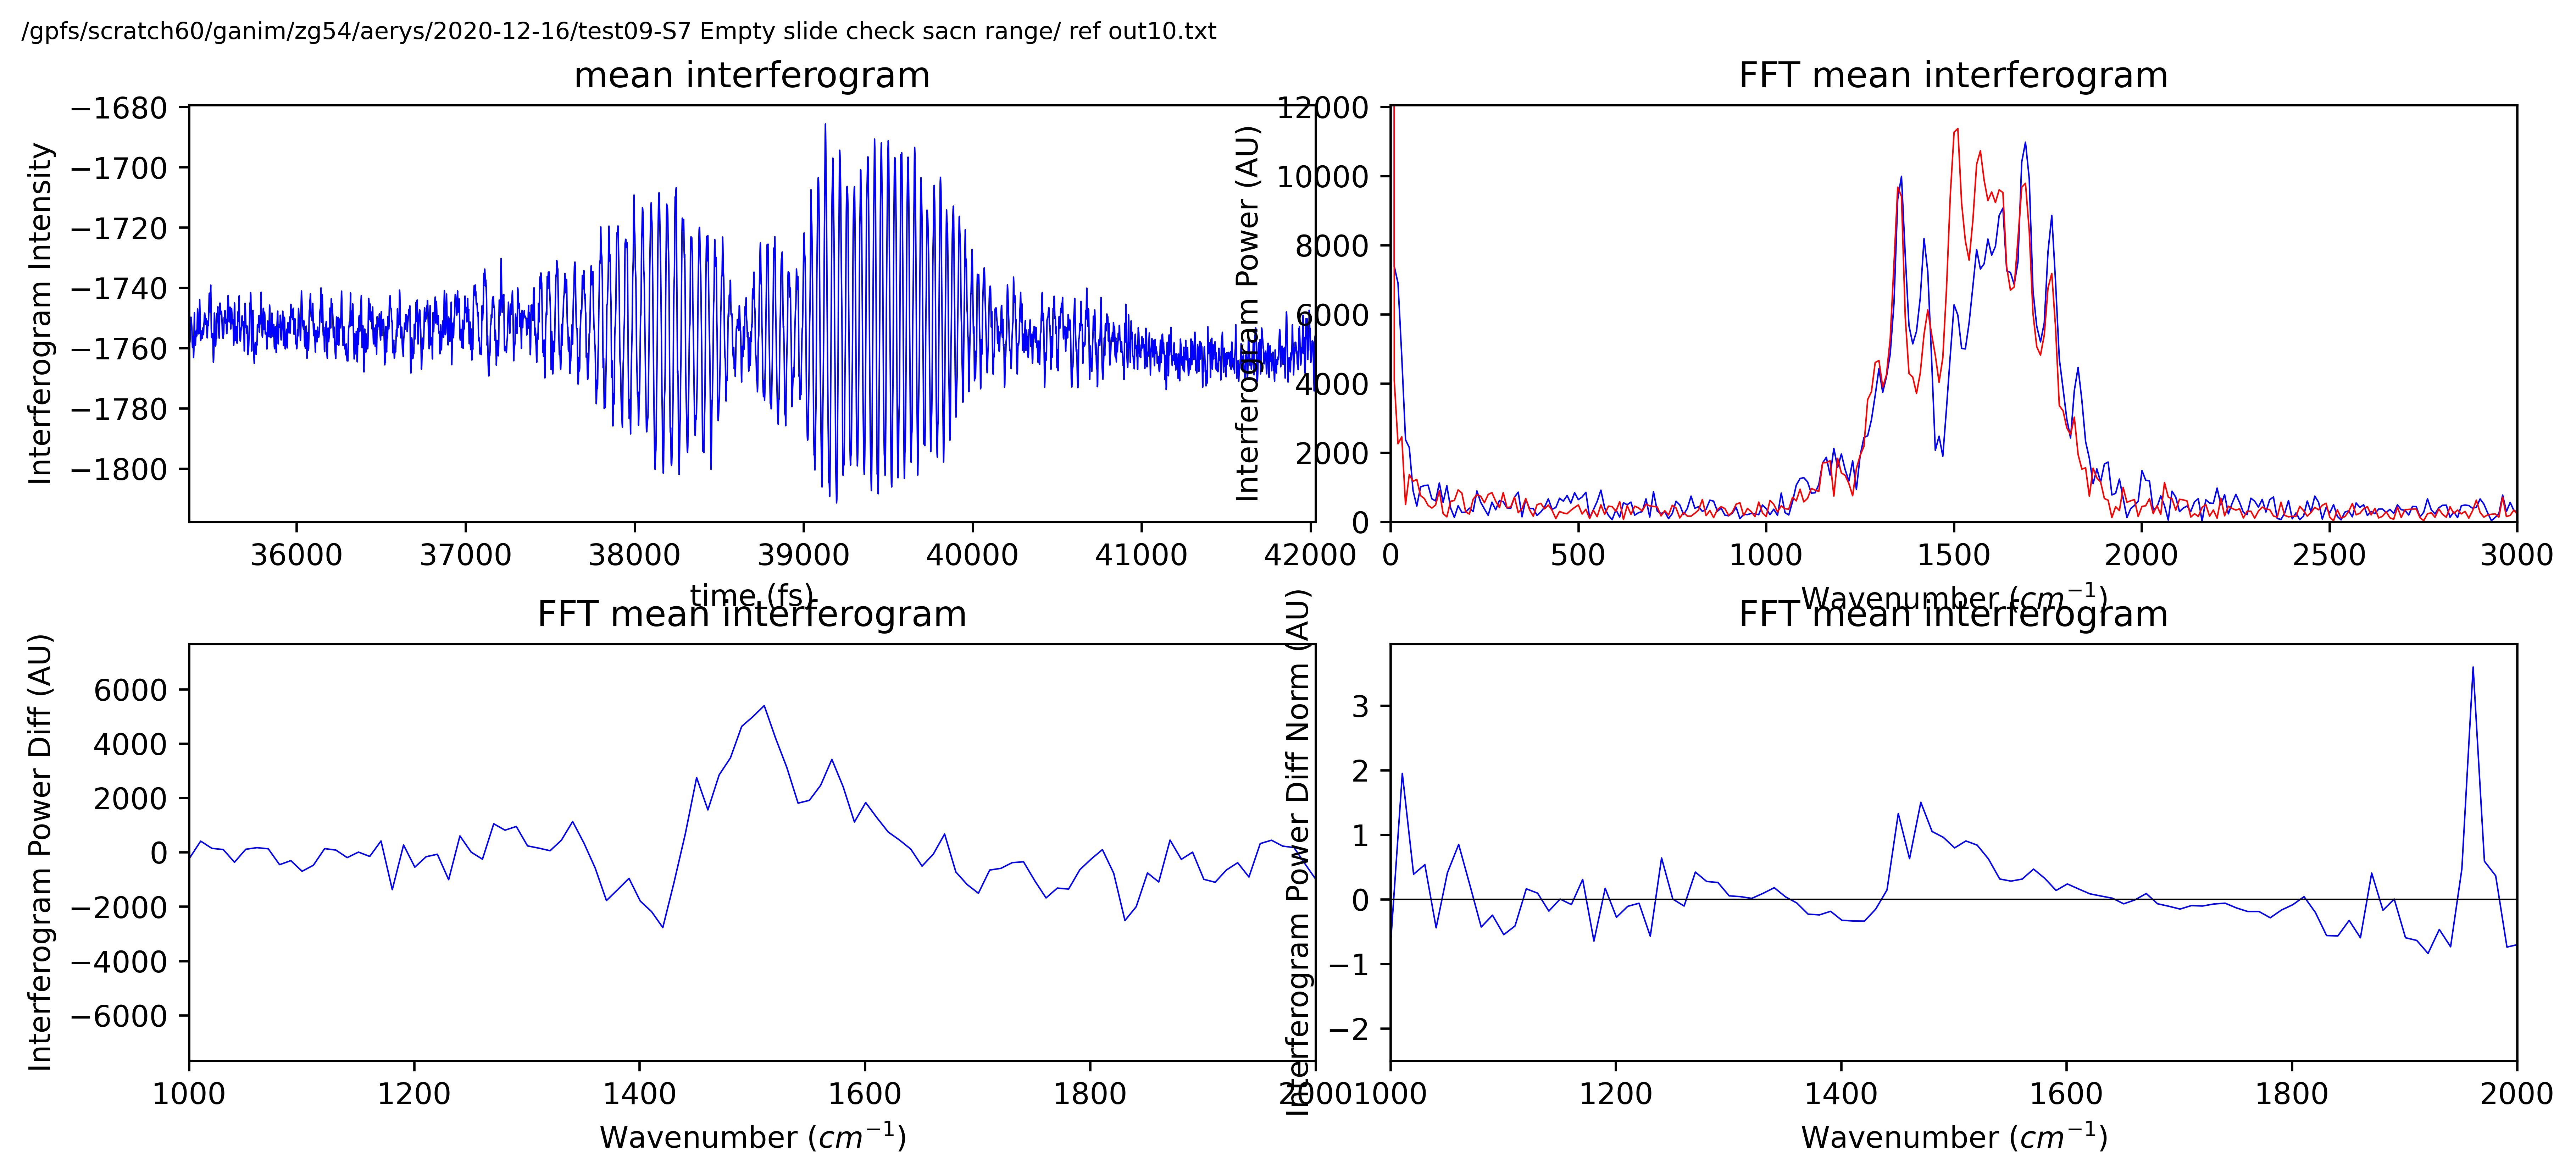 /gpfs/scratch60/ganim/zg54/aerys/2020-12-16/test09-S7 Empty slide check sacn range/ ref out10.txt
mean interferogram
Interferogram Intensity
−1680
−1700
−1720
−1740
−1760
−1780
−1800
36000 37000 38000 39000 40000 41000 42000
time (fs)
FFT mean interferogram
Interferogram Power (AU)
12000
10000
8000
6000
4000
2000
0
0 500 1000 1500 2000 2500 3000
Wavenumber (cm⁻¹)
FFT mean interferogram
Interferogram Power Diff (AU)
6000
4000
2000
0
−2000
−4000
−6000
1000 1200 1400 1600 1800 2000
Wavenumber (cm⁻¹)
FFT mean interferogram
Interferogram Power Diff Norm (AU)
3
2
1
0
−1
−2
1000 1200 1400 1600 1800 2000
Wavenumber (cm⁻¹)